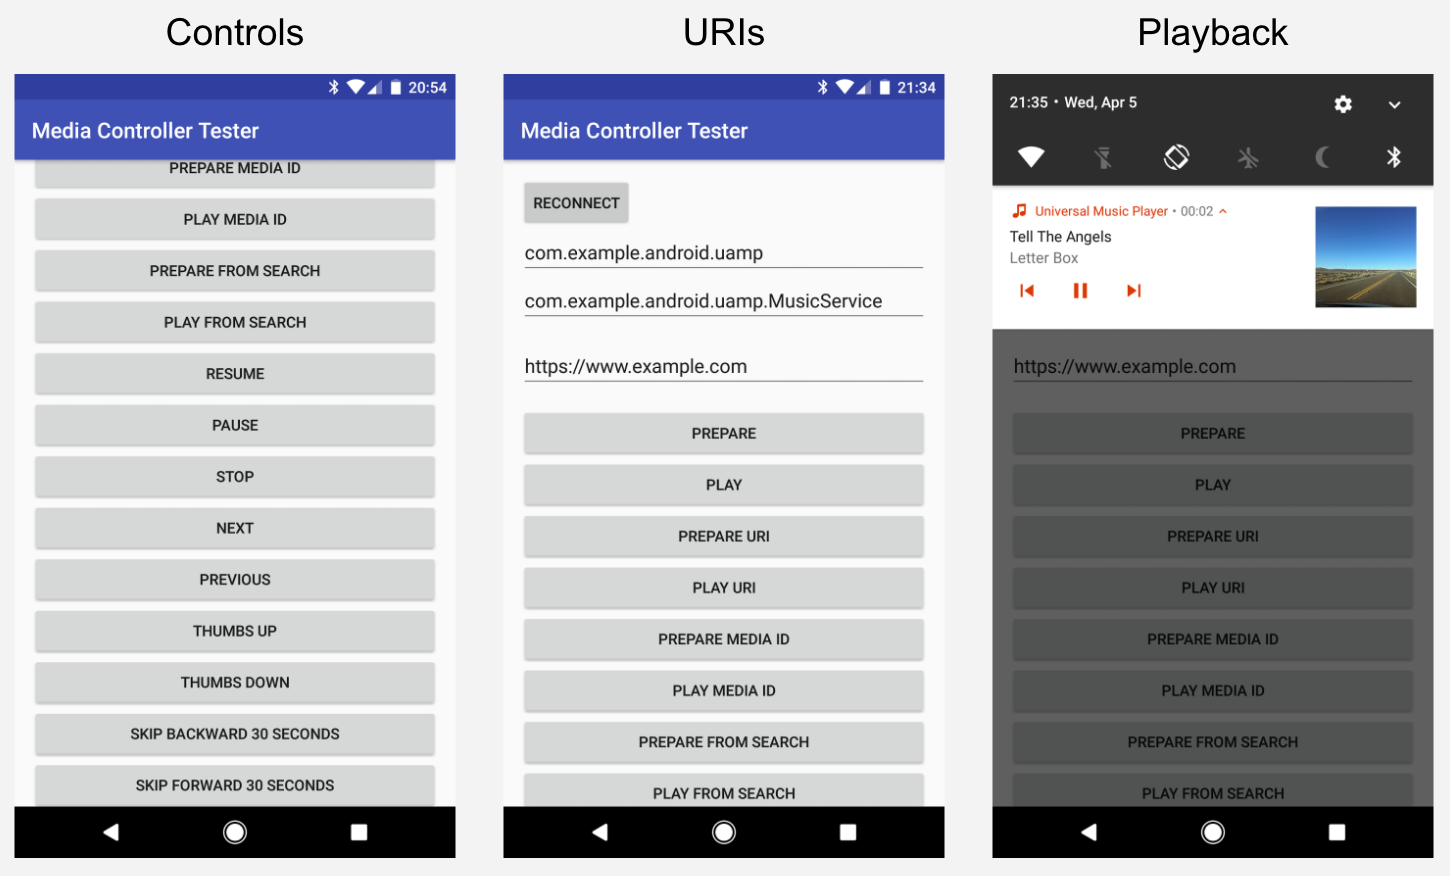 Controls
20:54
Media Controller Tester
PREPARE MEDIA ID
PLAY MEDIA ID
PREPARE FROM SEARCH
PLAY FROM SEARCH
RESUME
PAUSE
STOP
NEXT
PREVIOUS
THUMBS UP
THUMBS DOWN
SKIP BACKWARD 30 SECONDS
SKIP FORWARD 30 SECONDS
URIs
21:34
Media Controller Tester
RECONNECT
com.example.android.uamp
com.example.android.uamp.MusicService
https://www.example.com
PREPARE
PLAY
PREPARE URI
PLAY URI
PREPARE MEDIA ID
PLAY MEDIA ID
PREPARE FROM SEARCH
PLAY FROM SEARCH
Playback
21:35 • Wed, Apr 5
Universal Music Player • 00:02
Tell The Angels
Letter Box
https://www.example.com
PREPARE
PLAY
PREPARE URI
PLAY URI
PREPARE MEDIA ID
PLAY MEDIA ID
PREPARE FROM SEARCH
PLAY FROM SEARCH